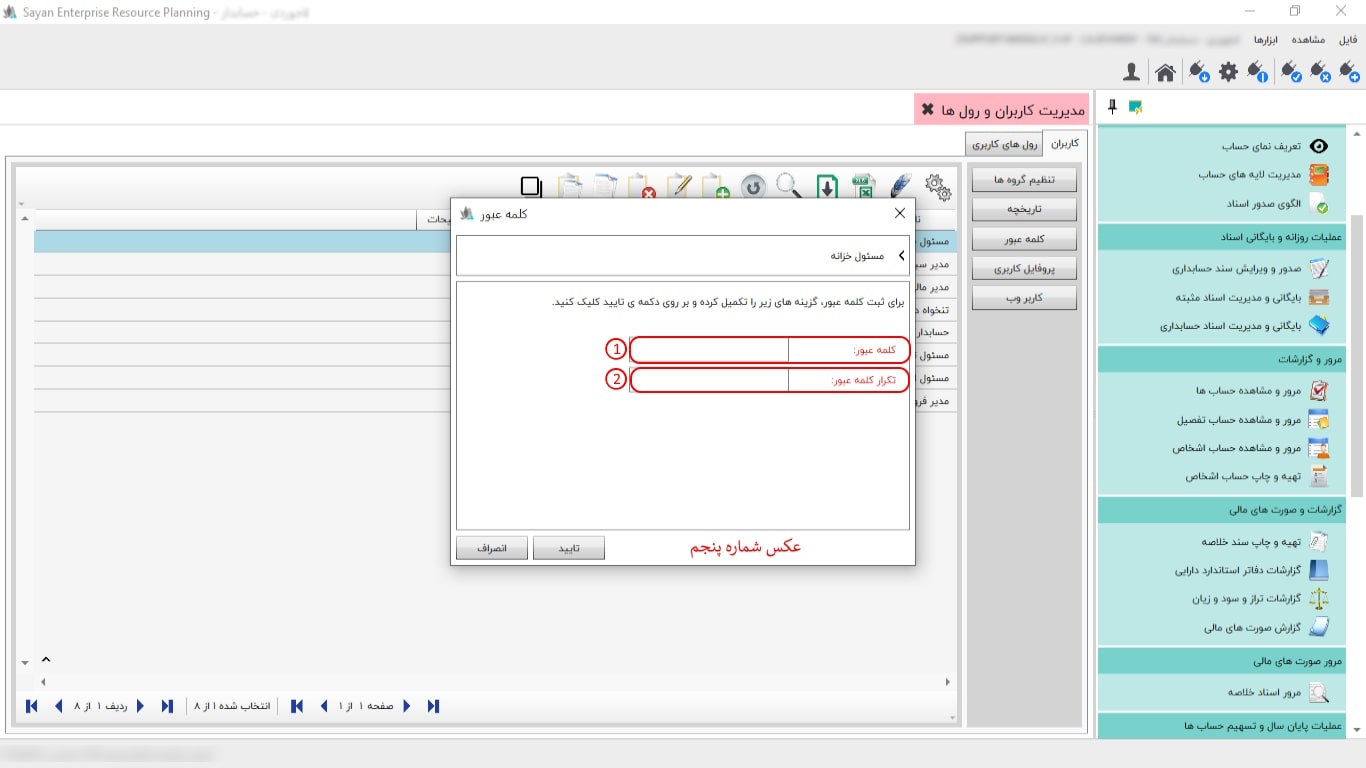 Sayan Enterprise Resource Planning -
فایل
مشاهده
ابزارها
مدیریت کاربران و رول ها
کاربران
رول های کاربری
تعریف نمای حساب
مدیریت لایه های حساب
الگوی صدور اسناد
عملیات روزانه و بایگانی اسناد
صدور و ویرایش سند حسابداری
بایگانی و مدیریت اسناد مثبته
بایگانی و مدیریت اسناد حسابداری
مرور و گزارشات
مرور و مشاهده حساب ها
مرور و مشاهده حساب تفصیل
مرور و مشاهده حساب اشخاص
تهیه و چاپ حساب اشخاص
گزارشات و صورت های مالی
تهیه و چاپ سند خلاصه
گزارشات دفاتر استاندارد دارایی
گزارشات تراز و سود و زیان
گزارش صورت های مالی
مرور صورت های مالی
مرور اسناد خلاصه
عملیات پایان سال و تسهیم حساب ها
تنظیم گروه ها
تاریخچه
کلمه عبور
پروفایل کاربری
کاربر وب
مسئول
مدیر
مدیر
تنخواه
حسابدار
مسئول
مسئول
مدیر
کلمه عبور
مسئول خزانه
برای ثبت کلمه عبور، گزینه های زیر را تکمیل کرده و بر روی دکمه ی تایید کلیک کنید.
کلمه عبور:
1
تکرار کلمه عبور:
2
عکس شماره پنجم
تایید
انصراف
صفحه ۱ از ۱
انتخاب شده ۱ از ۸
ردیف ۱ از ۸